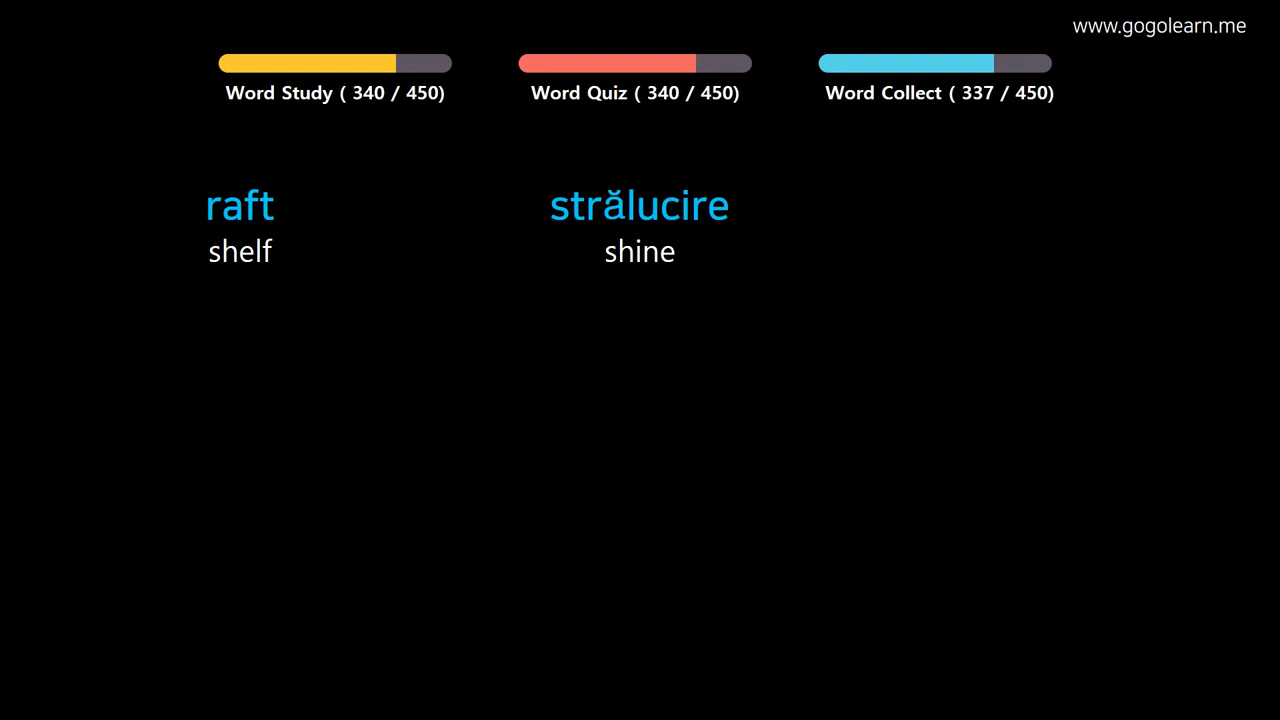 www.gogolearn.me
Word Study ( 340 / 450)
Word Quiz ( 340 / 450)
Word Collect ( 337 / 450)
raft
shelf
strălucire
shine